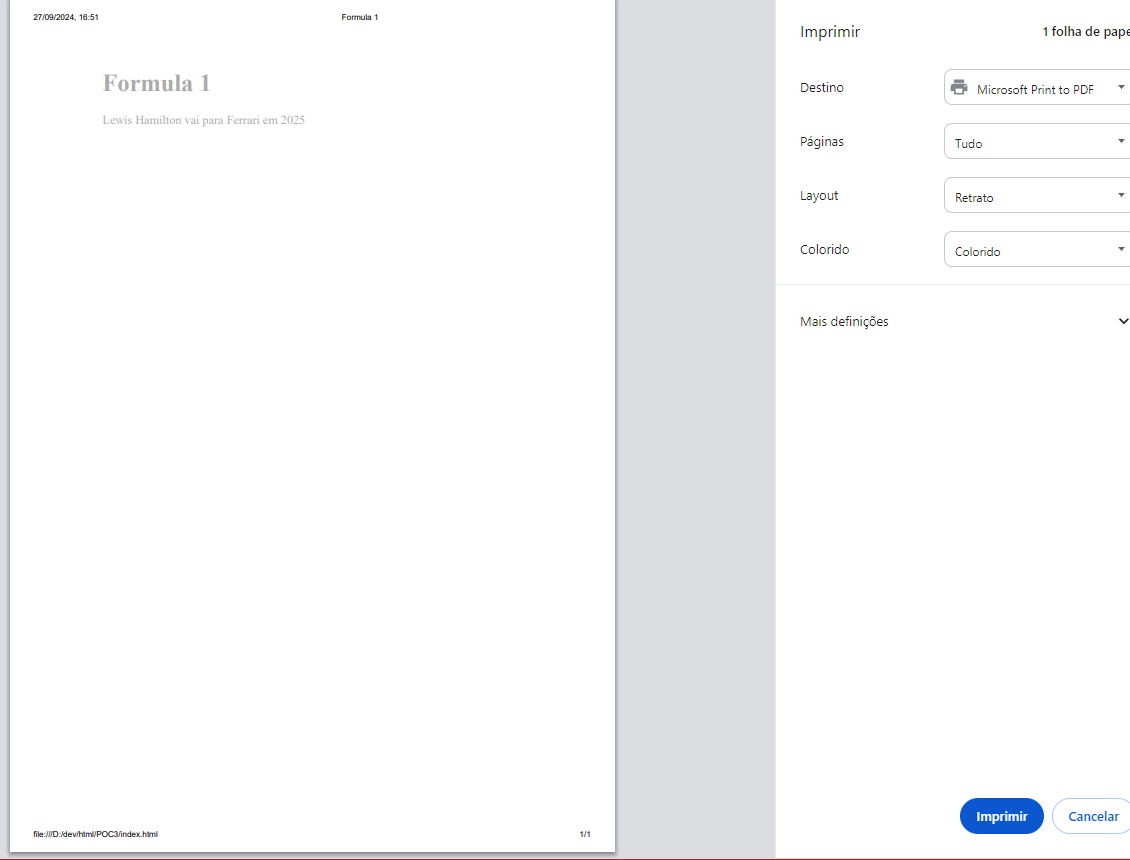 27/09/2024, 16:51
Formula 1
Formula 1
Lewis Hamilton vai para Ferrari em 2025
file:///D:/dev/html/POC3/index.html
1/1
Imprimir
1 folha de pape
Destino
Microsoft Print to PDF
Páginas
Tudo
Layout
Retrato
Colorido
Colorido
Mais definições
Imprimir
Cancelar